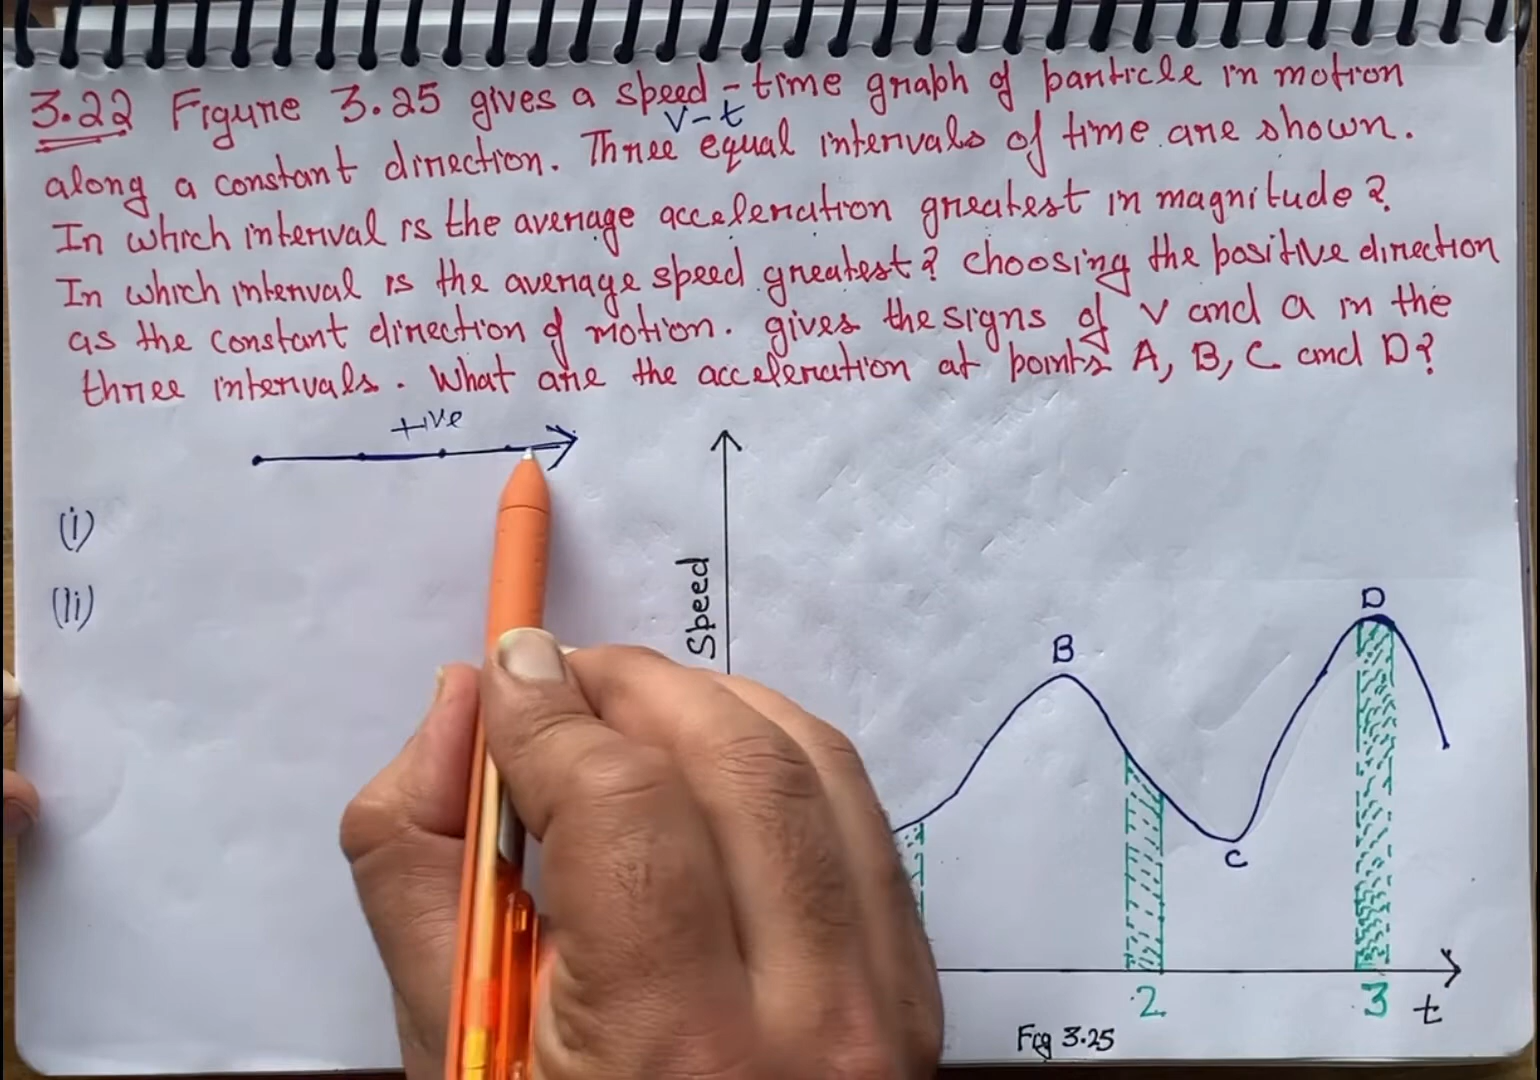 3.22 Figure 3.25 gives a speed-time graph of particle in motion
v-t
along a constant direction. Three equal intervals of time are shown.
In which interval is the average acceleration greatest in magnitude?
In which interval is the average speed greatest? Choosing the positive direction
as the constant direction of motion. gives the signs of v and a in the
three intervals. What are the acceleration at points A, B, C and D?
+ive
(i)
(ii)
Speed
B
D
C
2
3
t
Fig 3.25